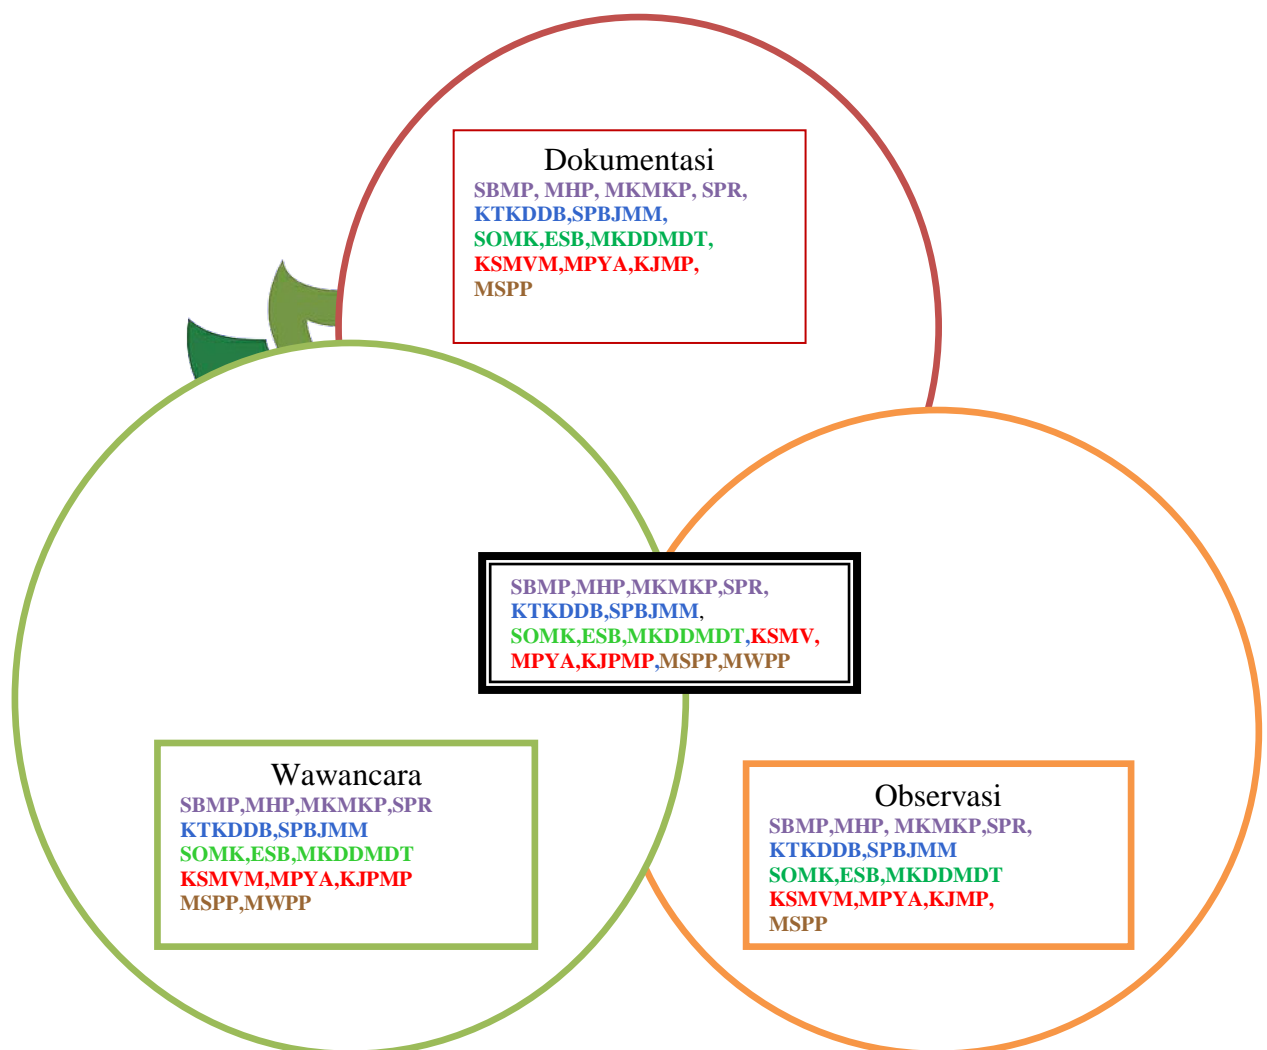 Dokumentasi
SBMP, MHP, MKMKP, SPR,
KTKDDB,SPBJMM,
SOMK,ESB,MKDDMDT,
KSMVM,MPYA,KJMP,
MSPP
SBMP,MHP,MKMKP,SPR,
KTKDDB,SPBJMM,
SOMK,ESB,MKDDMDT,KSMV,
MPYA,KJPMP,MSPP,MWPP
Wawancara
SBMP,MHP,MKMKP,SPR
KTKDDB,SPBJMM
SOMK,ESB,MKDDMDT
KSMVM,MPYA,KJPMP
MSPP,MWPP
Observasi
SBMP,MHP, MKMKP,SPR,
KTKDDB,SPBJMM
SOMK,ESB,MKDDMDT
KSMVM,MPYA,KJMP,
MSPP